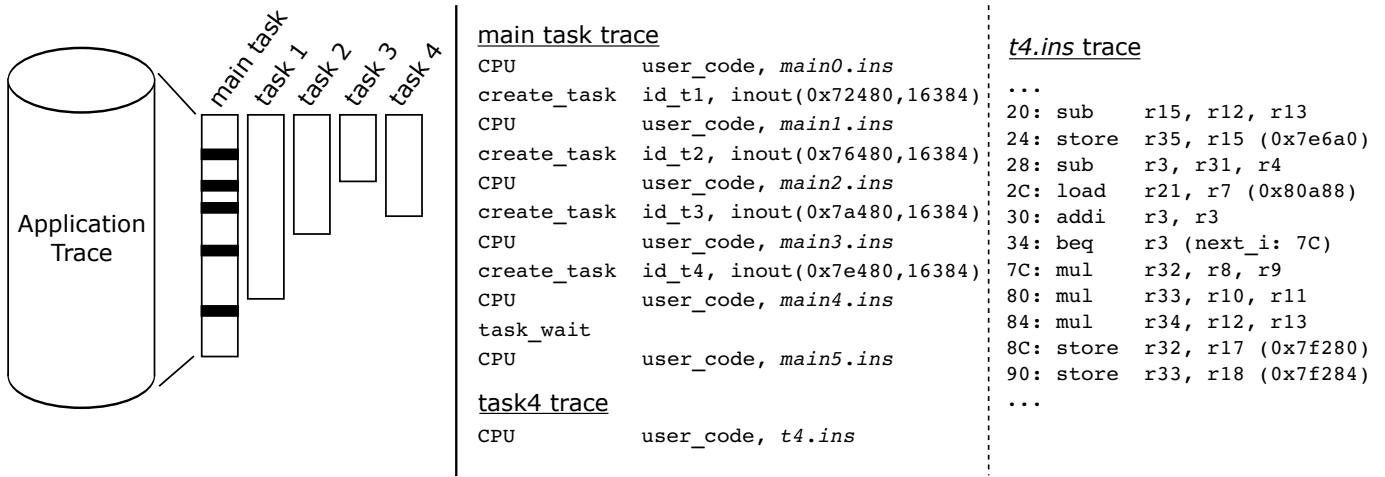 main task
task 1
task 2
task 3
task 4
Application
Trace
main task trace
CPU user_code, main0.ins
create_task id_t1, inout(0x72480,16384)
CPU user_code, main1.ins
create_task id_t2, inout(0x76480,16384)
CPU user_code, main2.ins
create_task id_t3, inout(0x7a480,16384)
CPU user_code, main3.ins
create_task id_t4, inout(0x7e480,16384)
CPU user_code, main4.ins
task_wait
CPU user_code, main5.ins
task4 trace
CPU user_code, t4.ins
t4.ins trace
...
20: sub r15, r12, r13
24: store r35, r15 (0x7e6a0)
28: sub r3, r31, r4
2C: load r21, r7 (0x80a88)
30: addi r3, r3
34: beq r3 (next_i: 7C)
7C: mul r32, r8, r9
80: mul r33, r10, r11
84: mul r34, r12, r13
8C: store r32, r17 (0x7f280)
90: store r33, r18 (0x7f284)
...